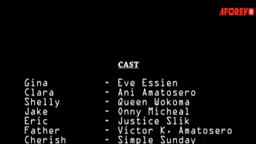 AFOREVO
CAST
Gina - Eve Essien
Clara - Ani Amatosero
Shelly - Queen Wokoma
Jake - Onny Micheal
Eric - Justice Slik
Father - Victor K. Amatosero
Cherish - Simple Sunday